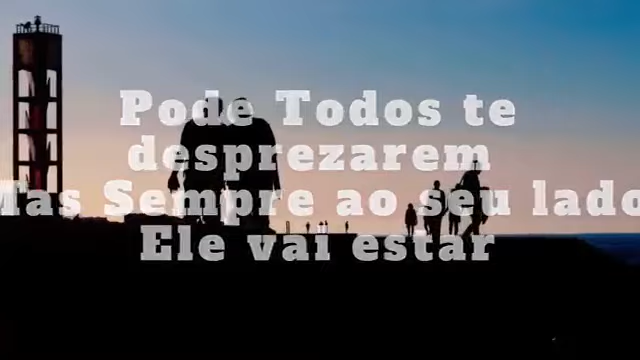 Pode Todos te
desprezarem
Mas Sempre ao seu lado
Ele vai estar